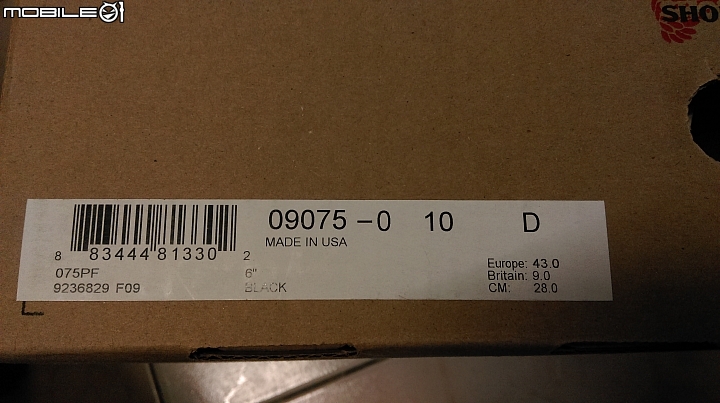 MOBILE01
SHO
09075-0 10 D
MADE IN USA
8 83444 81330 2
075PF 6"
9236829 F09 BLACK
Europe: 43.0
Britain: 9.0
CM: 28.0